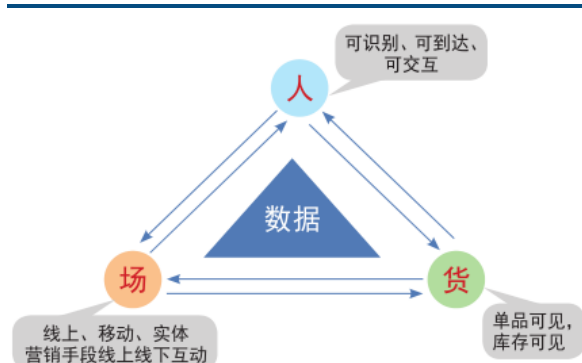 可识别、可到达、
可交互
人
数据
场
货
线上、移动、实体
营销手段线上线下互动
单品可见，
库存可见